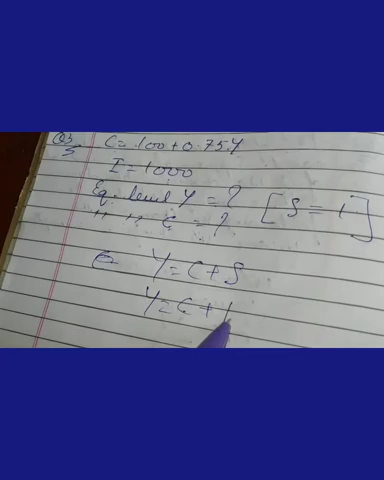 Q3 C = 100 + 0.75Y
I = 1000
Eq. level Y = ?
" " C = ? [S = I]
Y = C + S
Y = C + I